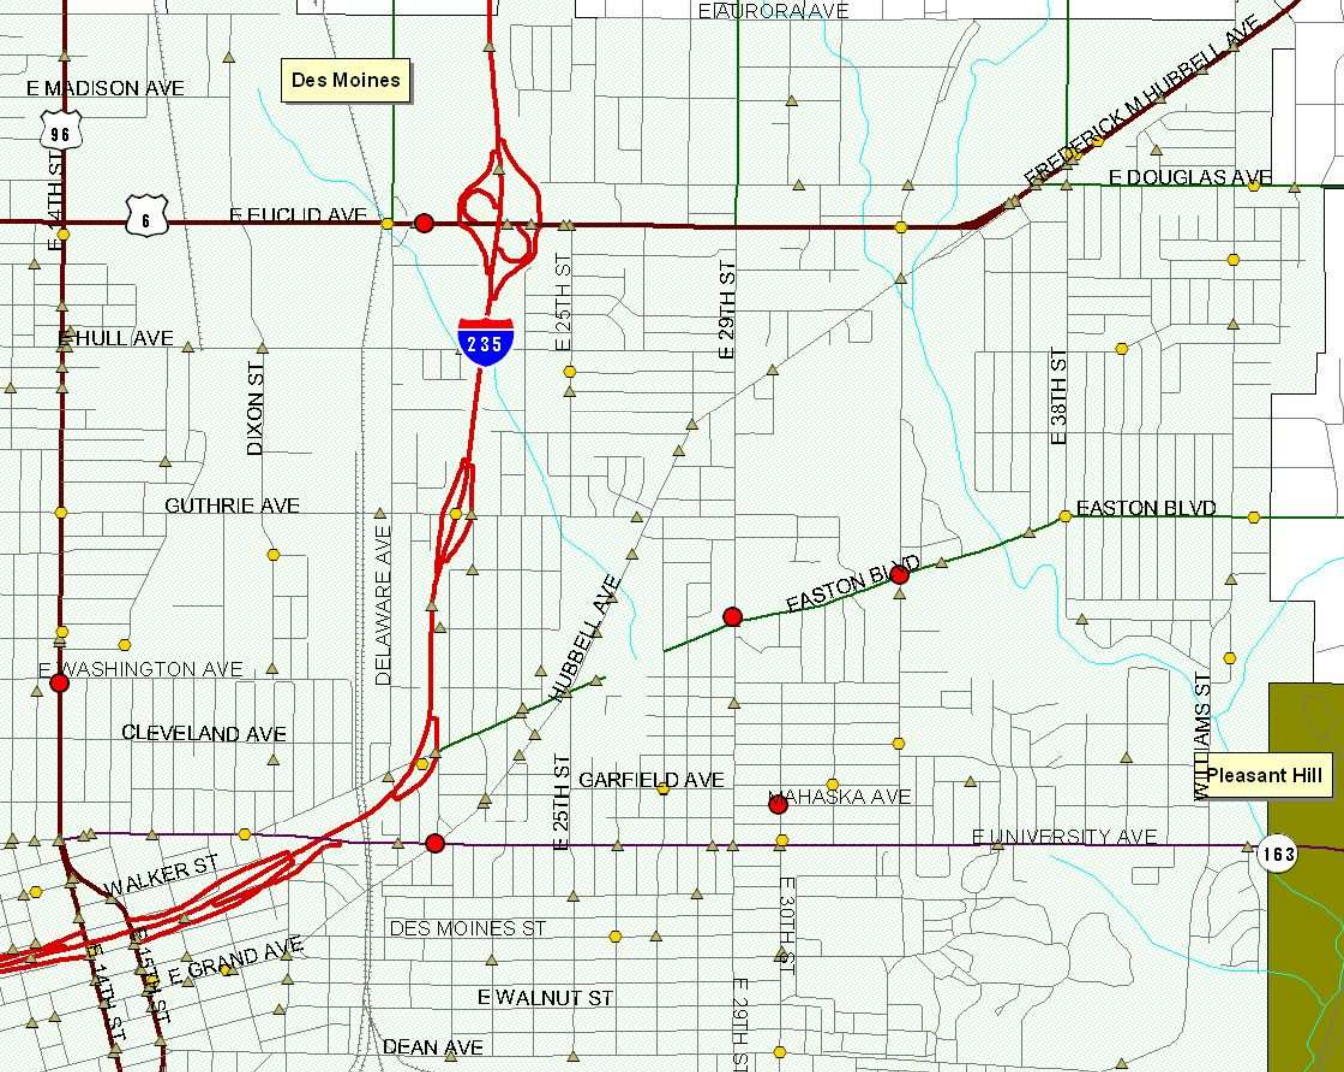 E AURORA AVE
Des Moines
E MADISON AVE
96
E 14TH ST
FREDERICK M HUBBELL AVE
E DOUGLAS AVE
6
E EUCLID AVE
E 25TH ST
E 29TH ST
235
E HULL AVE
DIXON ST
E 38TH ST
GUTHRIE AVE
EASTON BLVD
DELAWARE AVE
EASTON BLVD
HUBBELL AVE
E WASHINGTON AVE
CLEVELAND AVE
WILLIAMS ST
Pleasant Hill
GARFIELD AVE
E 25TH ST
MAHASKA AVE
E UNIVERSITY AVE
163
WALKER ST
E 30TH ST
DES MOINES ST
E GRAND AVE
E 14TH ST
E 15TH ST
E WALNUT ST
E 29TH ST
DEAN AVE